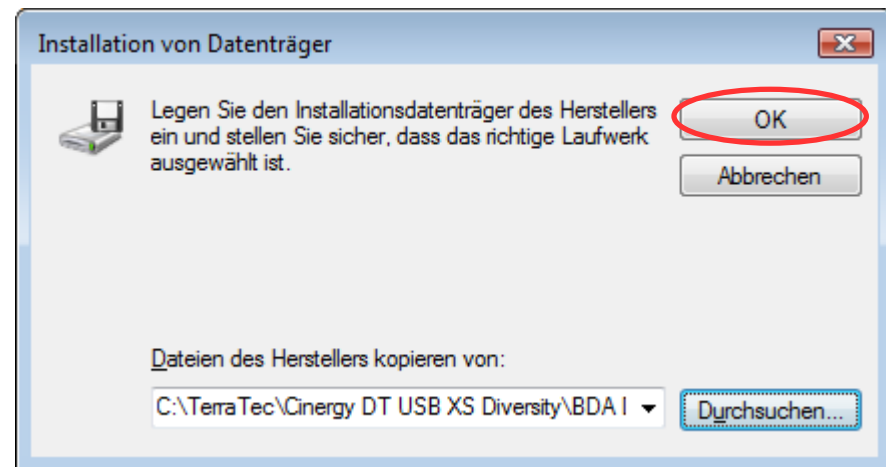 Installation von Datenträger
Legen Sie den Installationsdatenträger des Herstellers
ein und stellen Sie sicher, dass das richtige Laufwerk
ausgewählt ist.
OK
Abbrechen
Dateien des Herstellers kopieren von:
C:\TerraTec\Cinergy DT USB XS Diversity\BDA I
Durchsuchen...